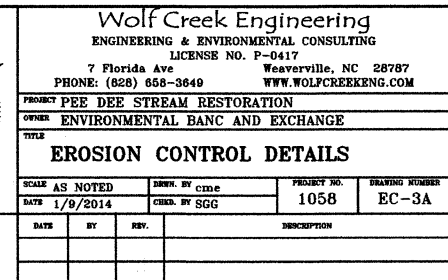 Wolf Creek Engineering
ENGINEERING & ENVIRONMENTAL CONSULTING
LICENSE NO. P-0417
7 Florida Ave Weaverville, NC 28787
PHONE: (828) 658-3649 WWW.WOLFCREEKENG.COM
PROJECT PEE DEE STREAM RESTORATION
OWNER ENVIRONMENTAL BANC AND EXCHANGE
TITLE
EROSION CONTROL DETAILS
SCALE AS NOTED DRWN. BY cme PROJECT NO. DRAWING NUMBER
DATE 1/9/2014 CHKD. BY SGG 1058 EC-3A
DATE BY REV. DESCRIPTION